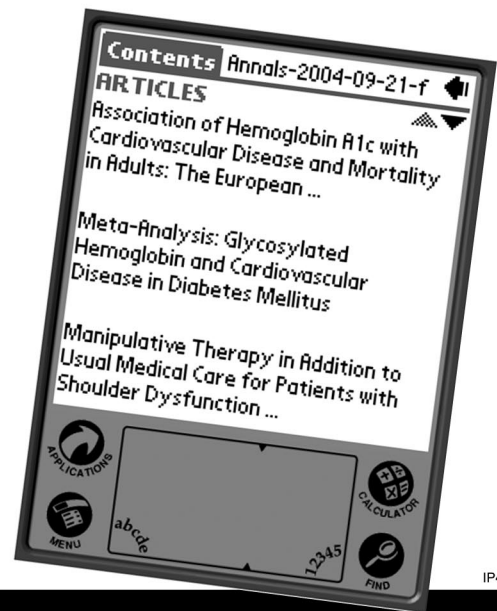 Contents Annals-2004-09-21-f
ARTICLES
Association of Hemoglobin A1c with
Cardiovascular Disease and Mortality
in Adults: The European ...
Meta-Analysis: Glycosylated
Hemoglobin and Cardiovascular
Disease in Diabetes Mellitus
Manipulative Therapy in Addition to
Usual Medical Care for Patients with
Shoulder Dysfunction ...
APPLICATIONS
CALCULATOR
MENU
abcde
12345
FIND